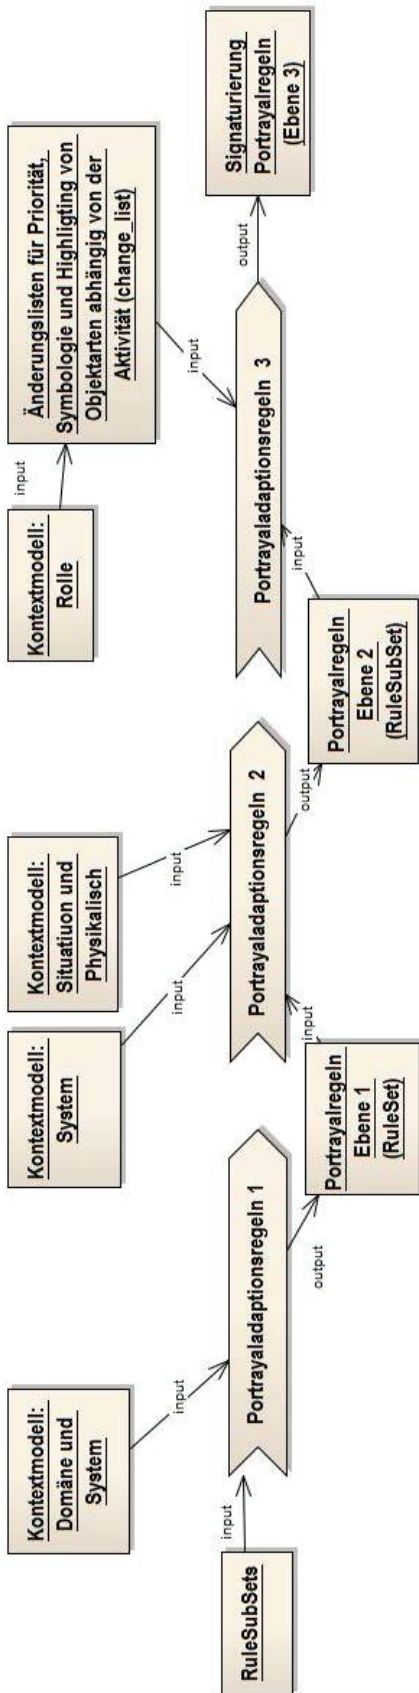 Kontextmodell:
Domäne und
System
Kontextmodell:
System
Kontextmodell:
Situatiuon und
Physikalisch
Kontextmodell:
Rolle
input
Änderungslisten für Priorität,
Symbologie und Highligting von
Objektarten abhängig von der
Aktivität (change_list)
input
input
input
input
RuleSubSets
input
Portrayaladaptionsregeln 1
output
Portrayalregeln
Ebene 1
(RuleSet)
input
Portrayaladaptionsregeln 2
output
Portrayalregeln
Ebene 2
(RuleSubSet)
input
Portrayaladaptionsregeln 3
output
Signaturierung
Portrayalregeln
(Ebene 3)